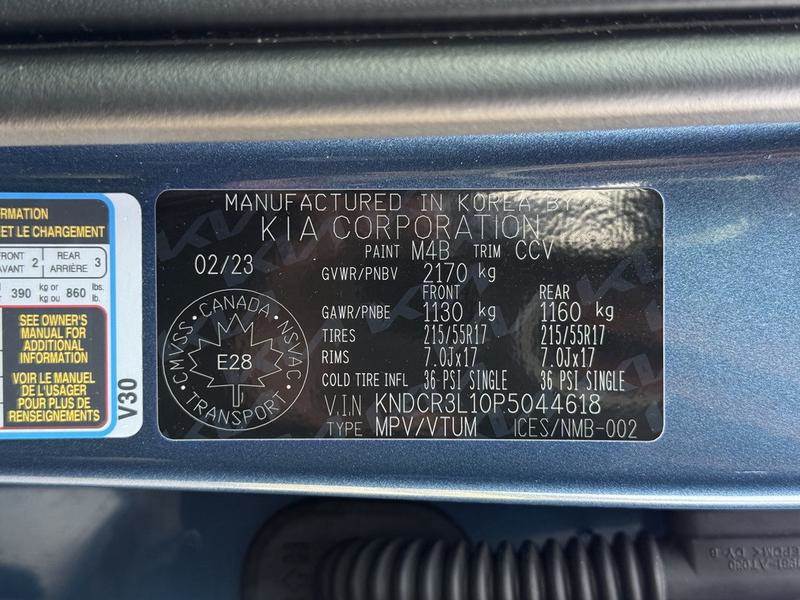 RMATION
ET LE CHARGEMENT
FRONT
AVANT 2
REAR
ARRIÈRE 3
390 kg or
kg ou 860 lbs.
lb.
SEE OWNER'S
MANUAL FOR
ADDITIONAL
INFORMATION
VOIR LE MANUEL
DE L'USAGER
POUR PLUS DE
RENSEIGNEMENTS
V30
MANUFACTURED IN KOREA BY
KIA CORPORATION
PAINT M4B TRIM CCV
02/23
GVWR/PNBV 2170 kg
FRONT REAR
GAWR/PNBE 1130 kg 1160 kg
TIRES 215/55R17 215/55R17
RIMS 7.0Jx17 7.0Jx17
COLD TIRE INFL 36 PSI SINGLE 36 PSI SINGLE
V.I.N KNDCR3L10P5044618
TYPE MPV/VTUM ICES/NMB-002
CANADA
CMVSS NSVAC
E28
TRANSPORT